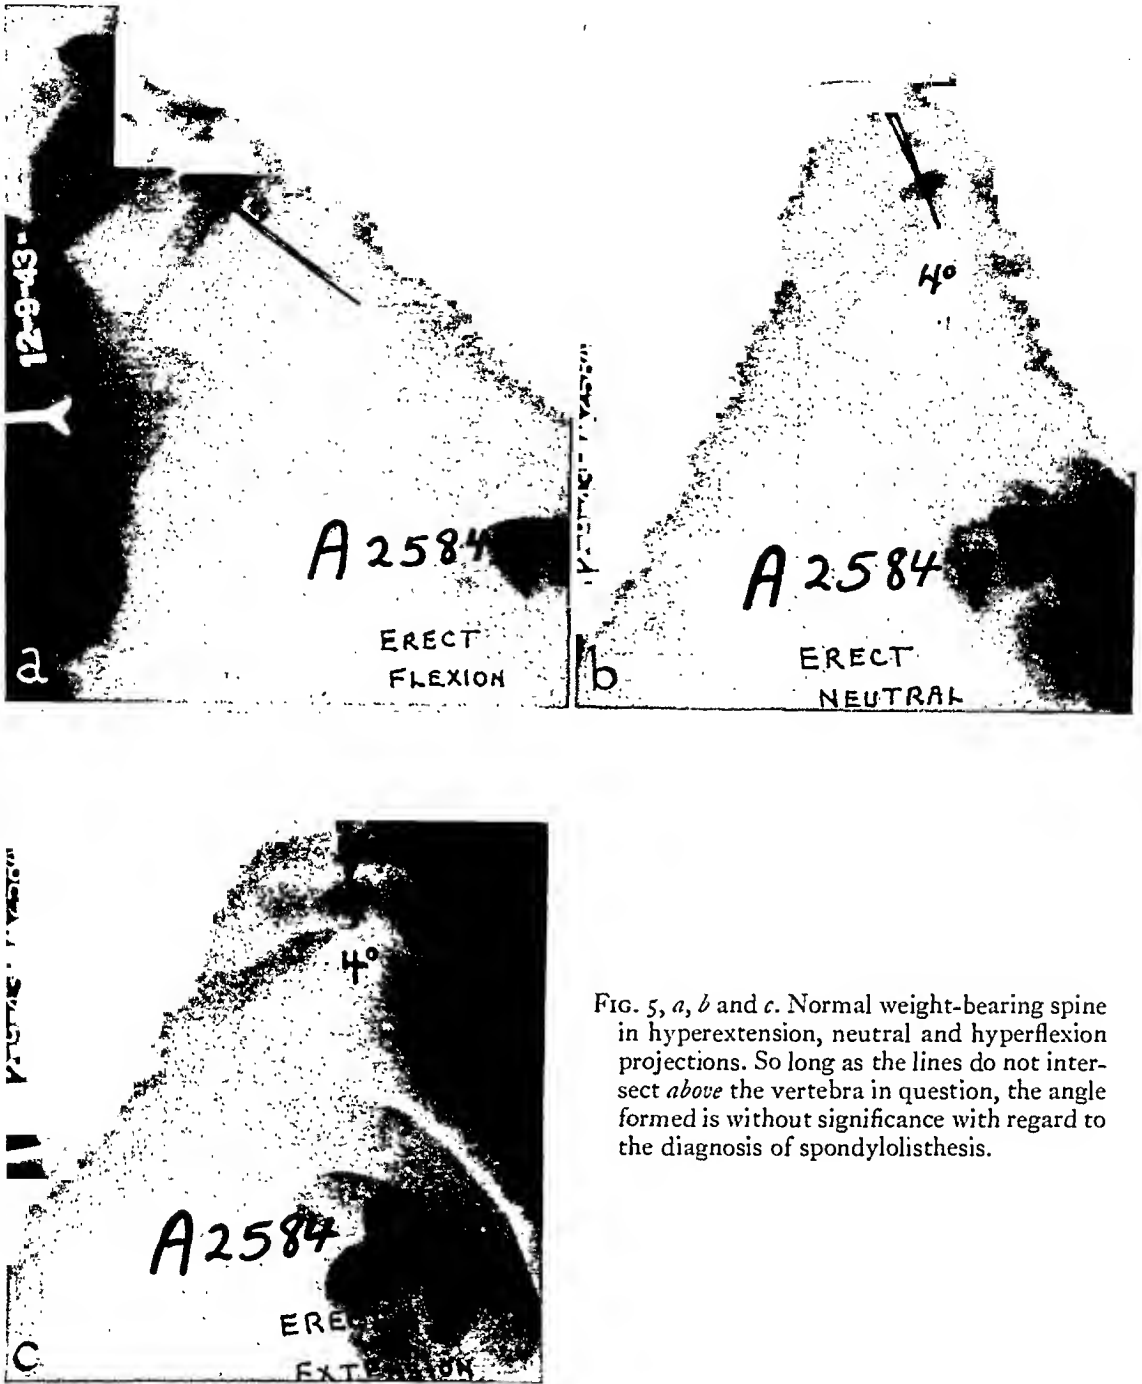 12-9-43
A 2584
ERECT
FLEXION
a
4°
A 2584
ERECT
NEUTRAL
b
4°
A 2584
EXTENSION
c
FIG. 5, a, b and c. Normal weight-bearing spine
in hyperextension, neutral and hyperflexion
projections. So long as the lines do not inter-
sect above the vertebra in question, the angle
formed is without significance with regard to
the diagnosis of spondylolisthesis.